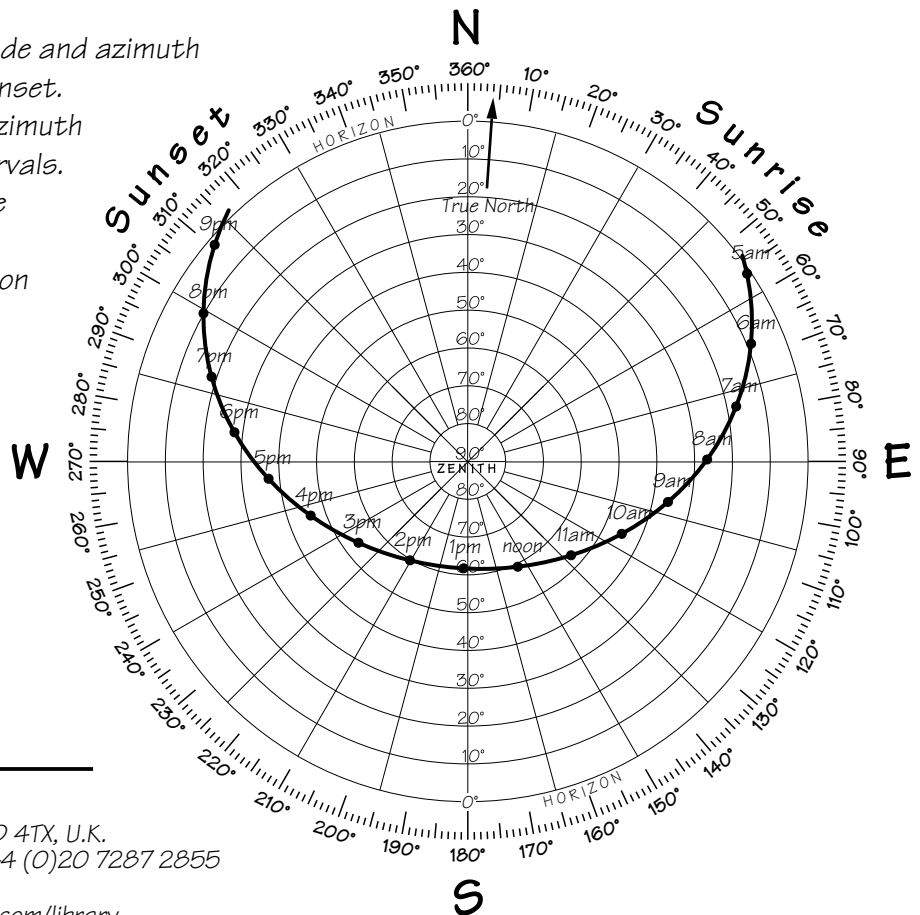 de and azimuth
nset.
zimuth
rvals.
e
on
N
Sunset
Sunrise
W
E
S
360°
10°
20°
30°
40°
50°
60°
70°
80°
90°
100°
110°
120°
130°
140°
150°
160°
170°
180°
190°
200°
210°
220°
230°
240°
250°
260°
270°
280°
290°
300°
310°
320°
330°
340°
350°
HORIZON
0°
10°
20°
True North
30°
40°
50°
60°
70°
80°
90°
ZENITH
80°
70°
60°
50°
40°
30°
20°
10°
0°
HORIZON
5am
6am
7am
8am
9am
10am
11am
noon
1pm
2pm
3pm
4pm
5pm
6pm
7pm
8pm
9pm
4TX, U.K.
4 (0)20 7287 2855
com/library